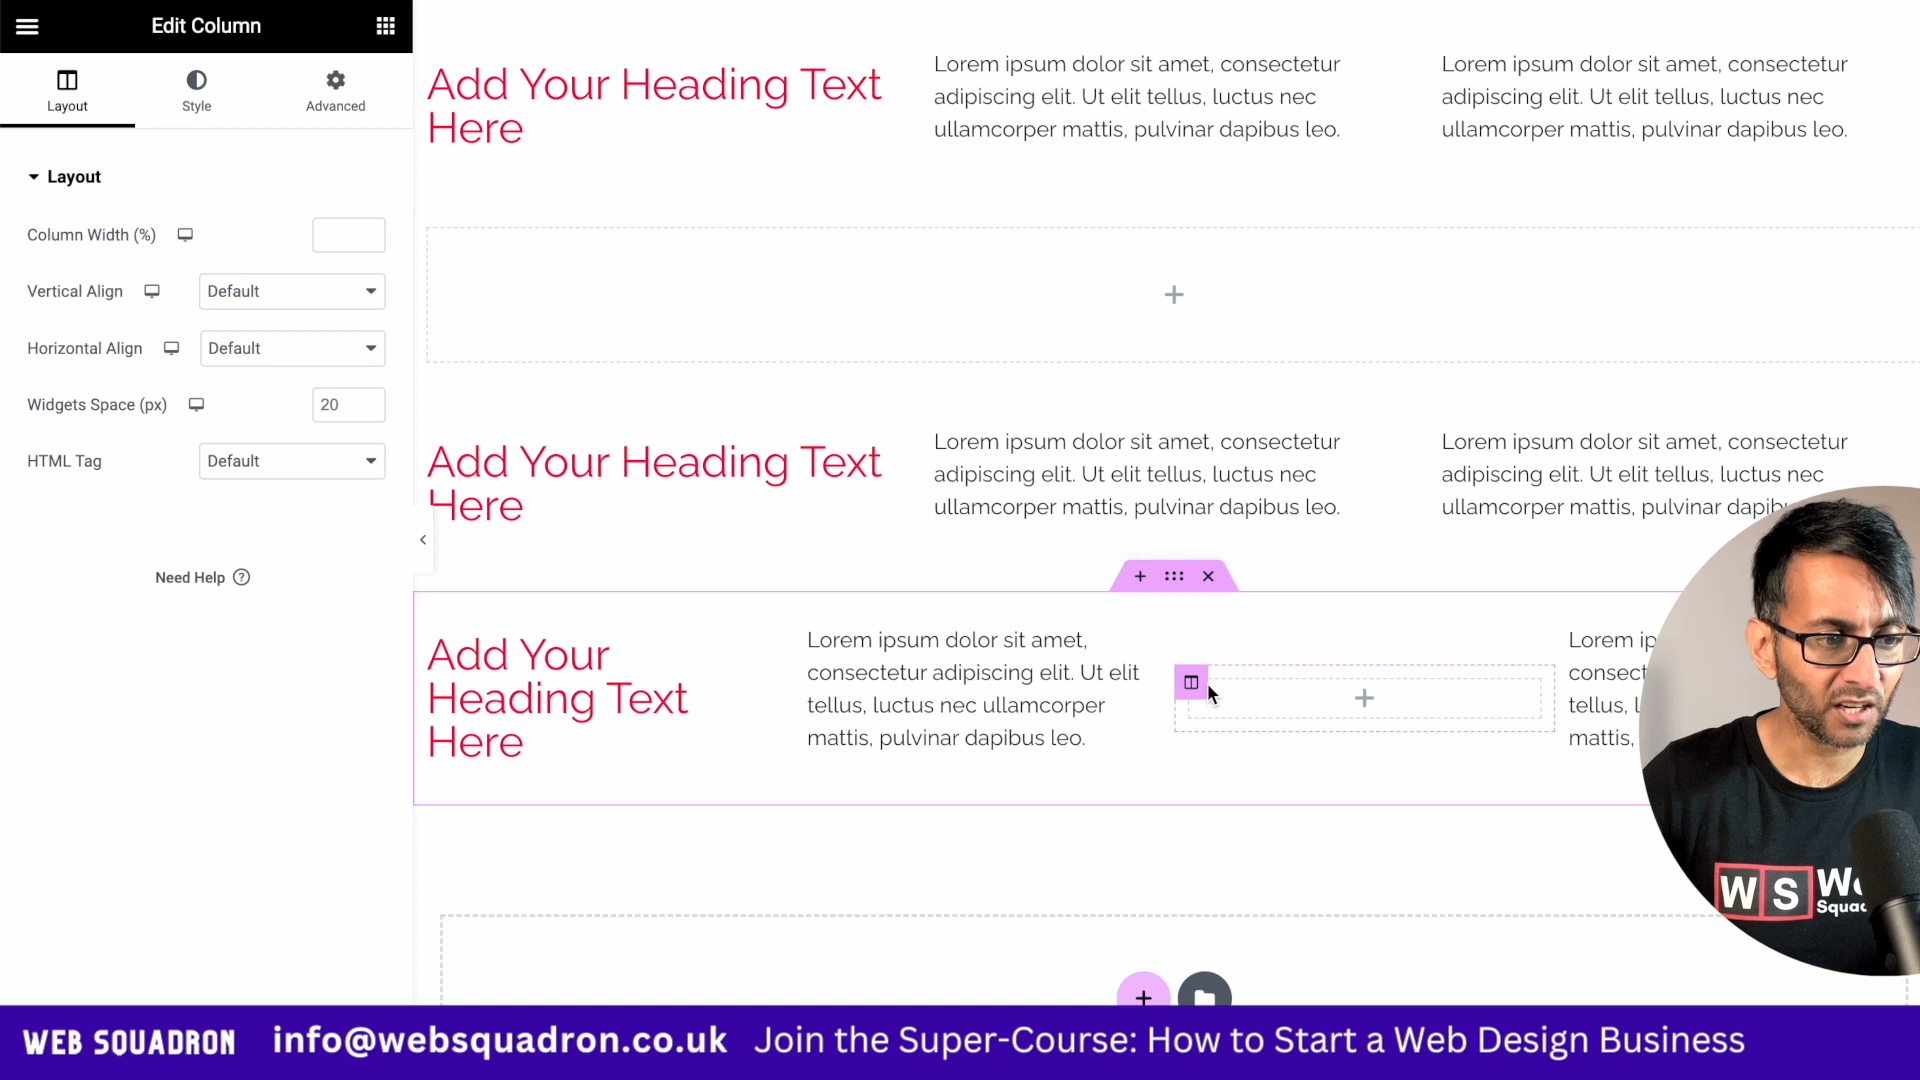 Edit Column
Layout
Style
Advanced
Layout
Column Width (%)
Vertical Align
Default
Horizontal Align
Default
Widgets Space (px)
20
HTML Tag
Default
Need Help
Add Your Heading Text
Here
Lorem ipsum dolor sit amet, consectetur
adipiscing elit. Ut elit tellus, luctus nec
ullamcorper mattis, pulvinar dapibus leo.
Lorem ipsum dolor sit amet, consectetur
adipiscing elit. Ut elit tellus, luctus nec
ullamcorper mattis, pulvinar dapibus leo.
Add Your Heading Text
Here
Lorem ipsum dolor sit amet, consectetur
adipiscing elit. Ut elit tellus, luctus nec
ullamcorper mattis, pulvinar dapibus leo.
Lorem ipsum dolor sit amet, consectetur
adipiscing elit. Ut elit tellus, luctus nec
ullamcorper mattis, pulvinar
Add Your
Heading Text
Here
Lorem ipsum dolor sit amet,
consectetur adipiscing elit. Ut elit
tellus, luctus nec ullamcorper
mattis, pulvinar dapibus leo.
Lorem
tellus,
mattis,
WS
WEB SQUADRON
info@websquadron.co.uk
Join the Super-Course: How to Start a Web Design Business